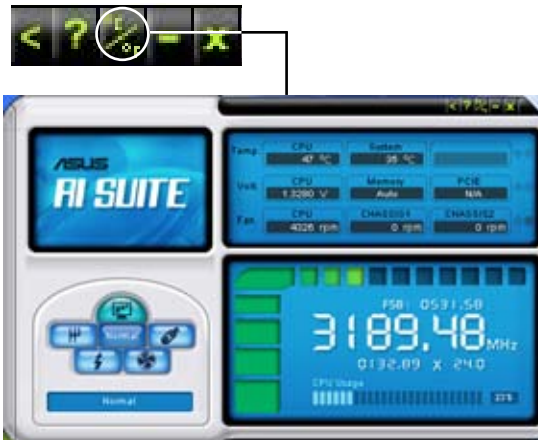 < ? °C/°F - x
< ? °C/°F - x
ASUS
AI SUITE
Temp CPU System
47 °C 35 °C
Volt CPU Memory PCIE
1.3280 V Auto N/A
Fan CPU CHASSIS1 CHASSIS2
4026 rpm 0 rpm 0 rpm
Normal
Normal
FSB: 0531.58
3189.48 MHz
0132.89 X 24.0
CPU Usage